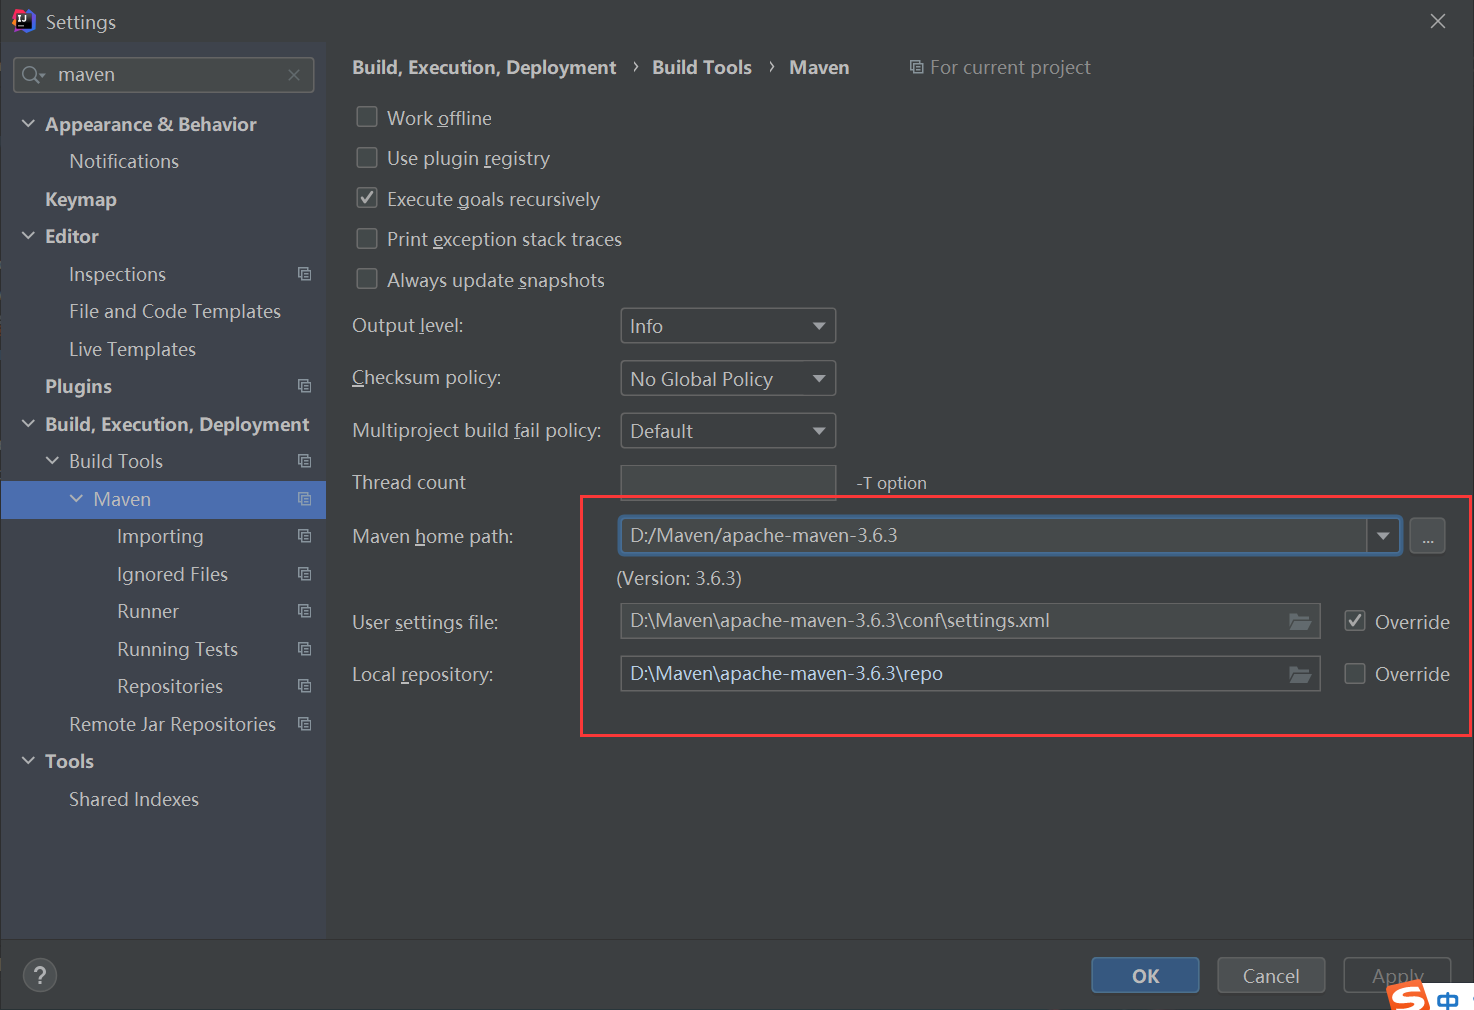 Settings
maven
Appearance & Behavior
Notifications
Keymap
Editor
Inspections
File and Code Templates
Live Templates
Plugins
Build, Execution, Deployment
Build Tools
Maven
Importing
Ignored Files
Runner
Running Tests
Repositories
Remote Jar Repositories
Tools
Shared Indexes
Build, Execution, Deployment › Build Tools › Maven For current project
Work offline
Use plugin registry
Execute goals recursively
Print exception stack traces
Always update snapshots
Output level: Info
Checksum policy: No Global Policy
Multiproject build fail policy: Default
Thread count -T option
Maven home path: D:/Maven/apache-maven-3.6.3 ...
(Version: 3.6.3)
User settings file: D:\Maven\apache-maven-3.6.3\conf\settings.xml Override
Local repository: D:\Maven\apache-maven-3.6.3\repo Override
? OK Cancel Apply
中